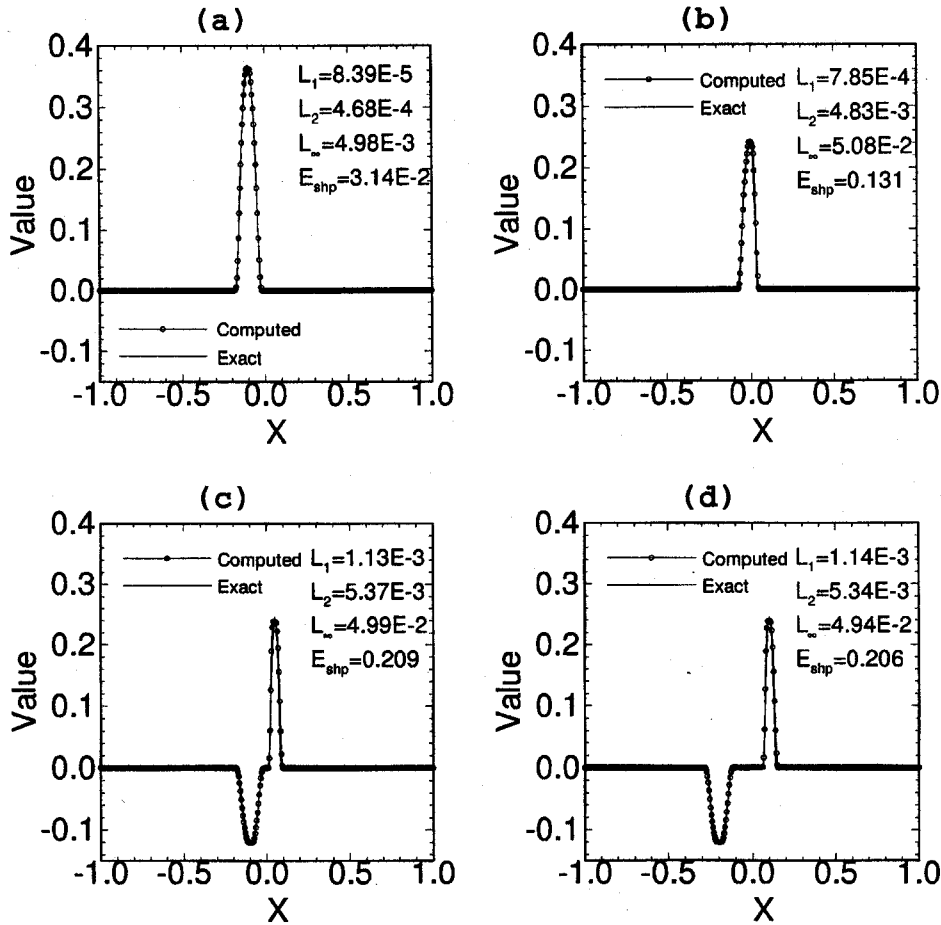 (a)
0.4
0.3
0.2
0.1
0.0
-0.1
Value
L₁=8.39E-5
L₂=4.68E-4
L∞=4.98E-3
Eshp=3.14E-2
Computed
Exact
-1.0 -0.5 0.0 0.5 1.0
X
(b)
0.4
0.3
0.2
0.1
0.0
-0.1
Value
Computed L₁=7.85E-4
Exact L₂=4.83E-3
L∞=5.08E-2
Eshp=0.131
-1.0 -0.5 0.0 0.5 1.0
X
(c)
0.4
0.3
0.2
0.1
0.0
-0.1
Value
Computed L₁=1.13E-3
Exact L₂=5.37E-3
L∞=4.99E-2
Eshp=0.209
-1.0 -0.5 0.0 0.5 1.0
X
(d)
0.4
0.3
0.2
0.1
0.0
-0.1
Value
Computed L₁=1.14E-3
Exact L₂=5.34E-3
L∞=4.94E-2
Eshp=0.206
-1.0 -0.5 0.0 0.5 1.0
X